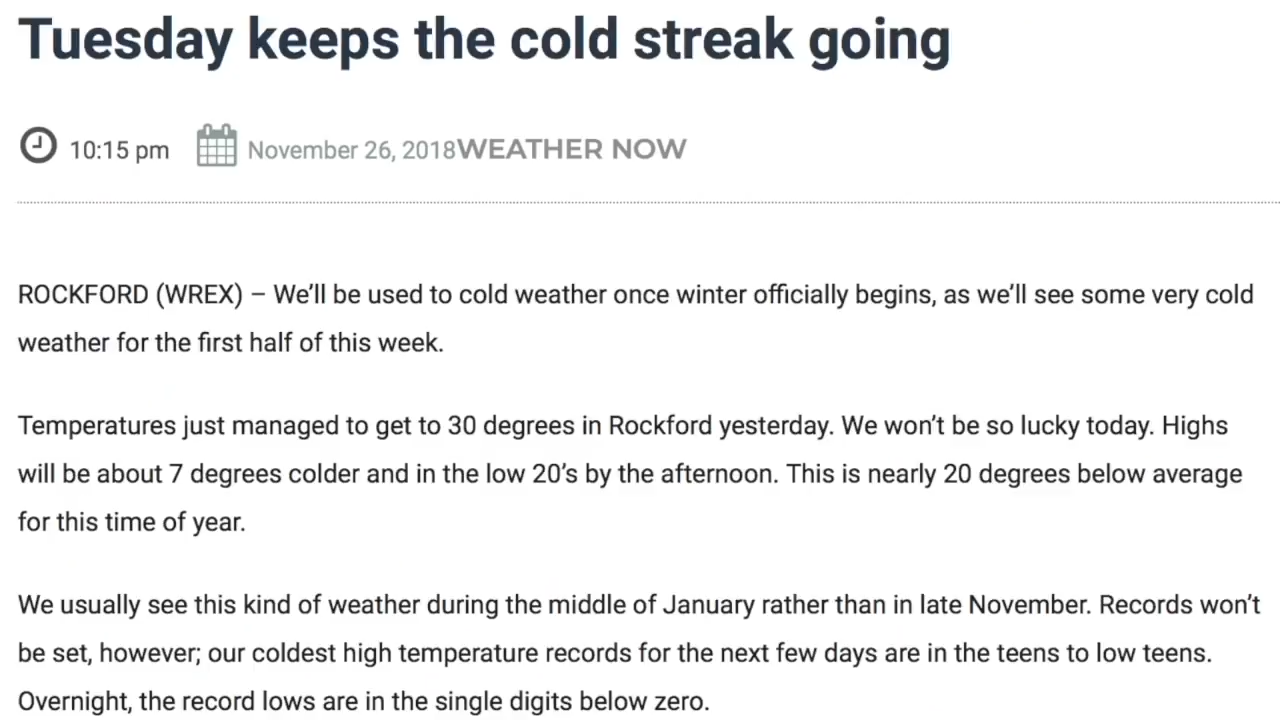 Tuesday keeps the cold streak going
10:15 pm November 26, 2018WEATHER NOW
ROCKFORD (WREX) – We’ll be used to cold weather once winter officially begins, as we’ll see some very cold
weather for the first half of this week.
Temperatures just managed to get to 30 degrees in Rockford yesterday. We won’t be so lucky today. Highs
will be about 7 degrees colder and in the low 20’s by the afternoon. This is nearly 20 degrees below average
for this time of year.
We usually see this kind of weather during the middle of January rather than in late November. Records won’t
be set, however; our coldest high temperature records for the next few days are in the teens to low teens.
Overnight, the record lows are in the single digits below zero.